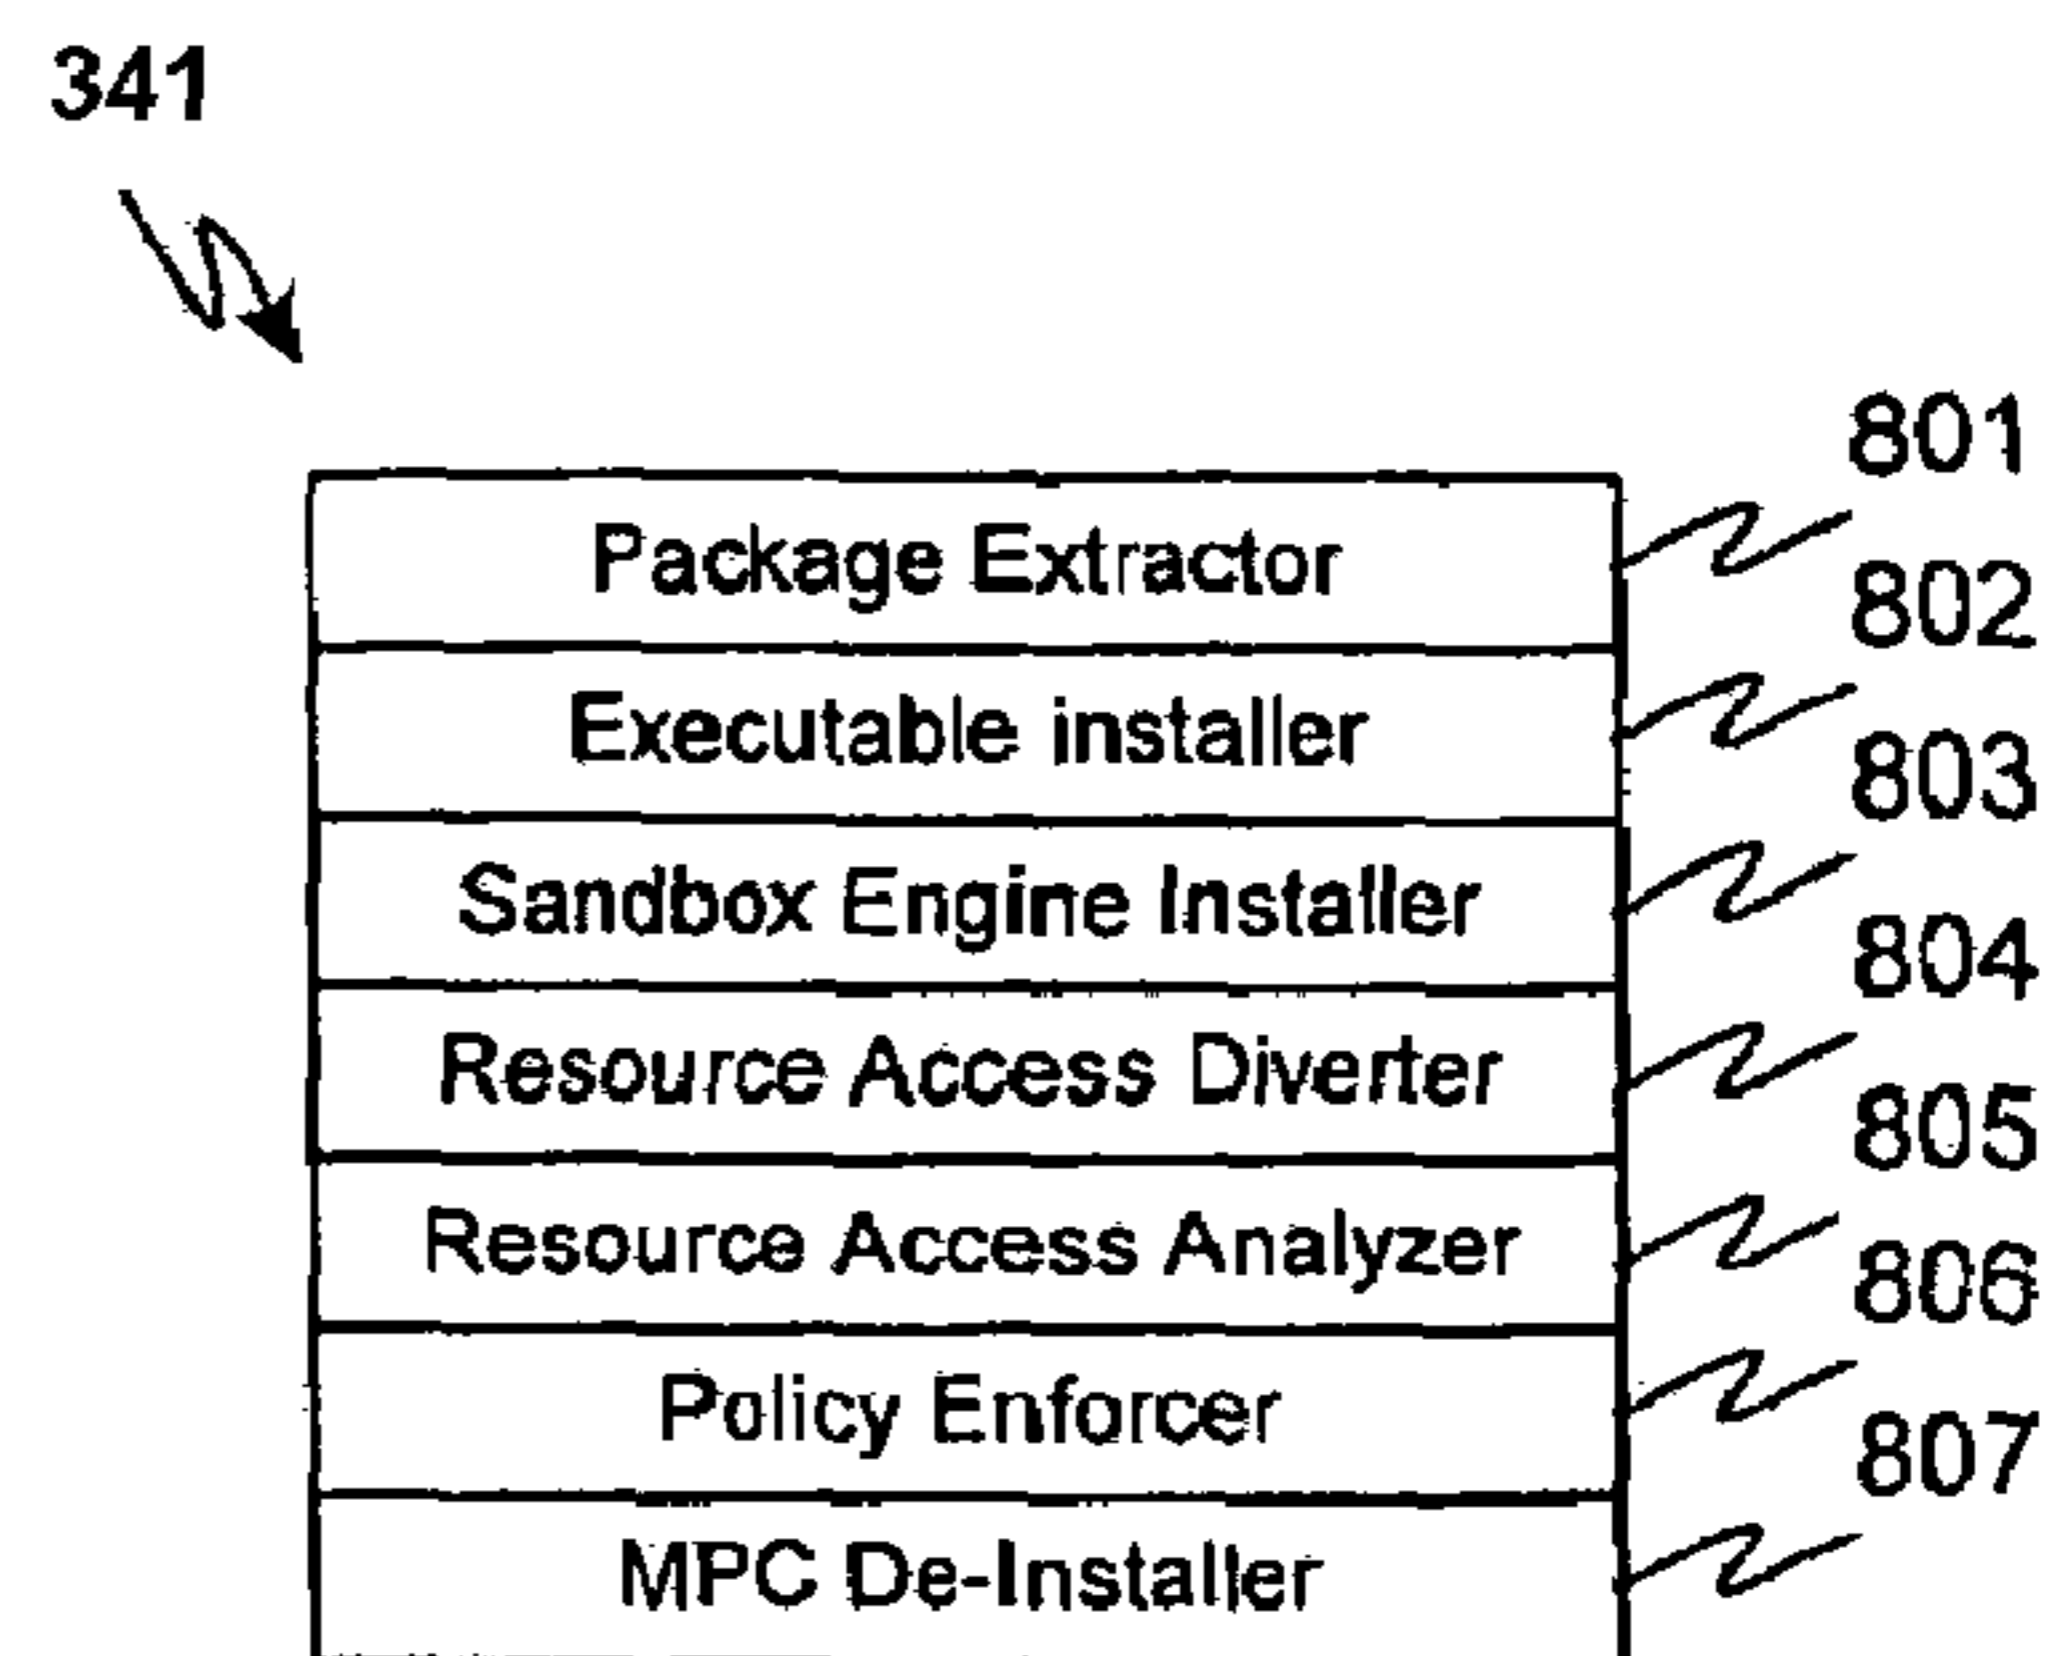 341
801
Package Extractor
802
Executable installer
803
Sandbox Engine Installer
804
Resource Access Diverter
805
Resource Access Analyzer
806
Policy Enforcer
807
MPC De-Installer